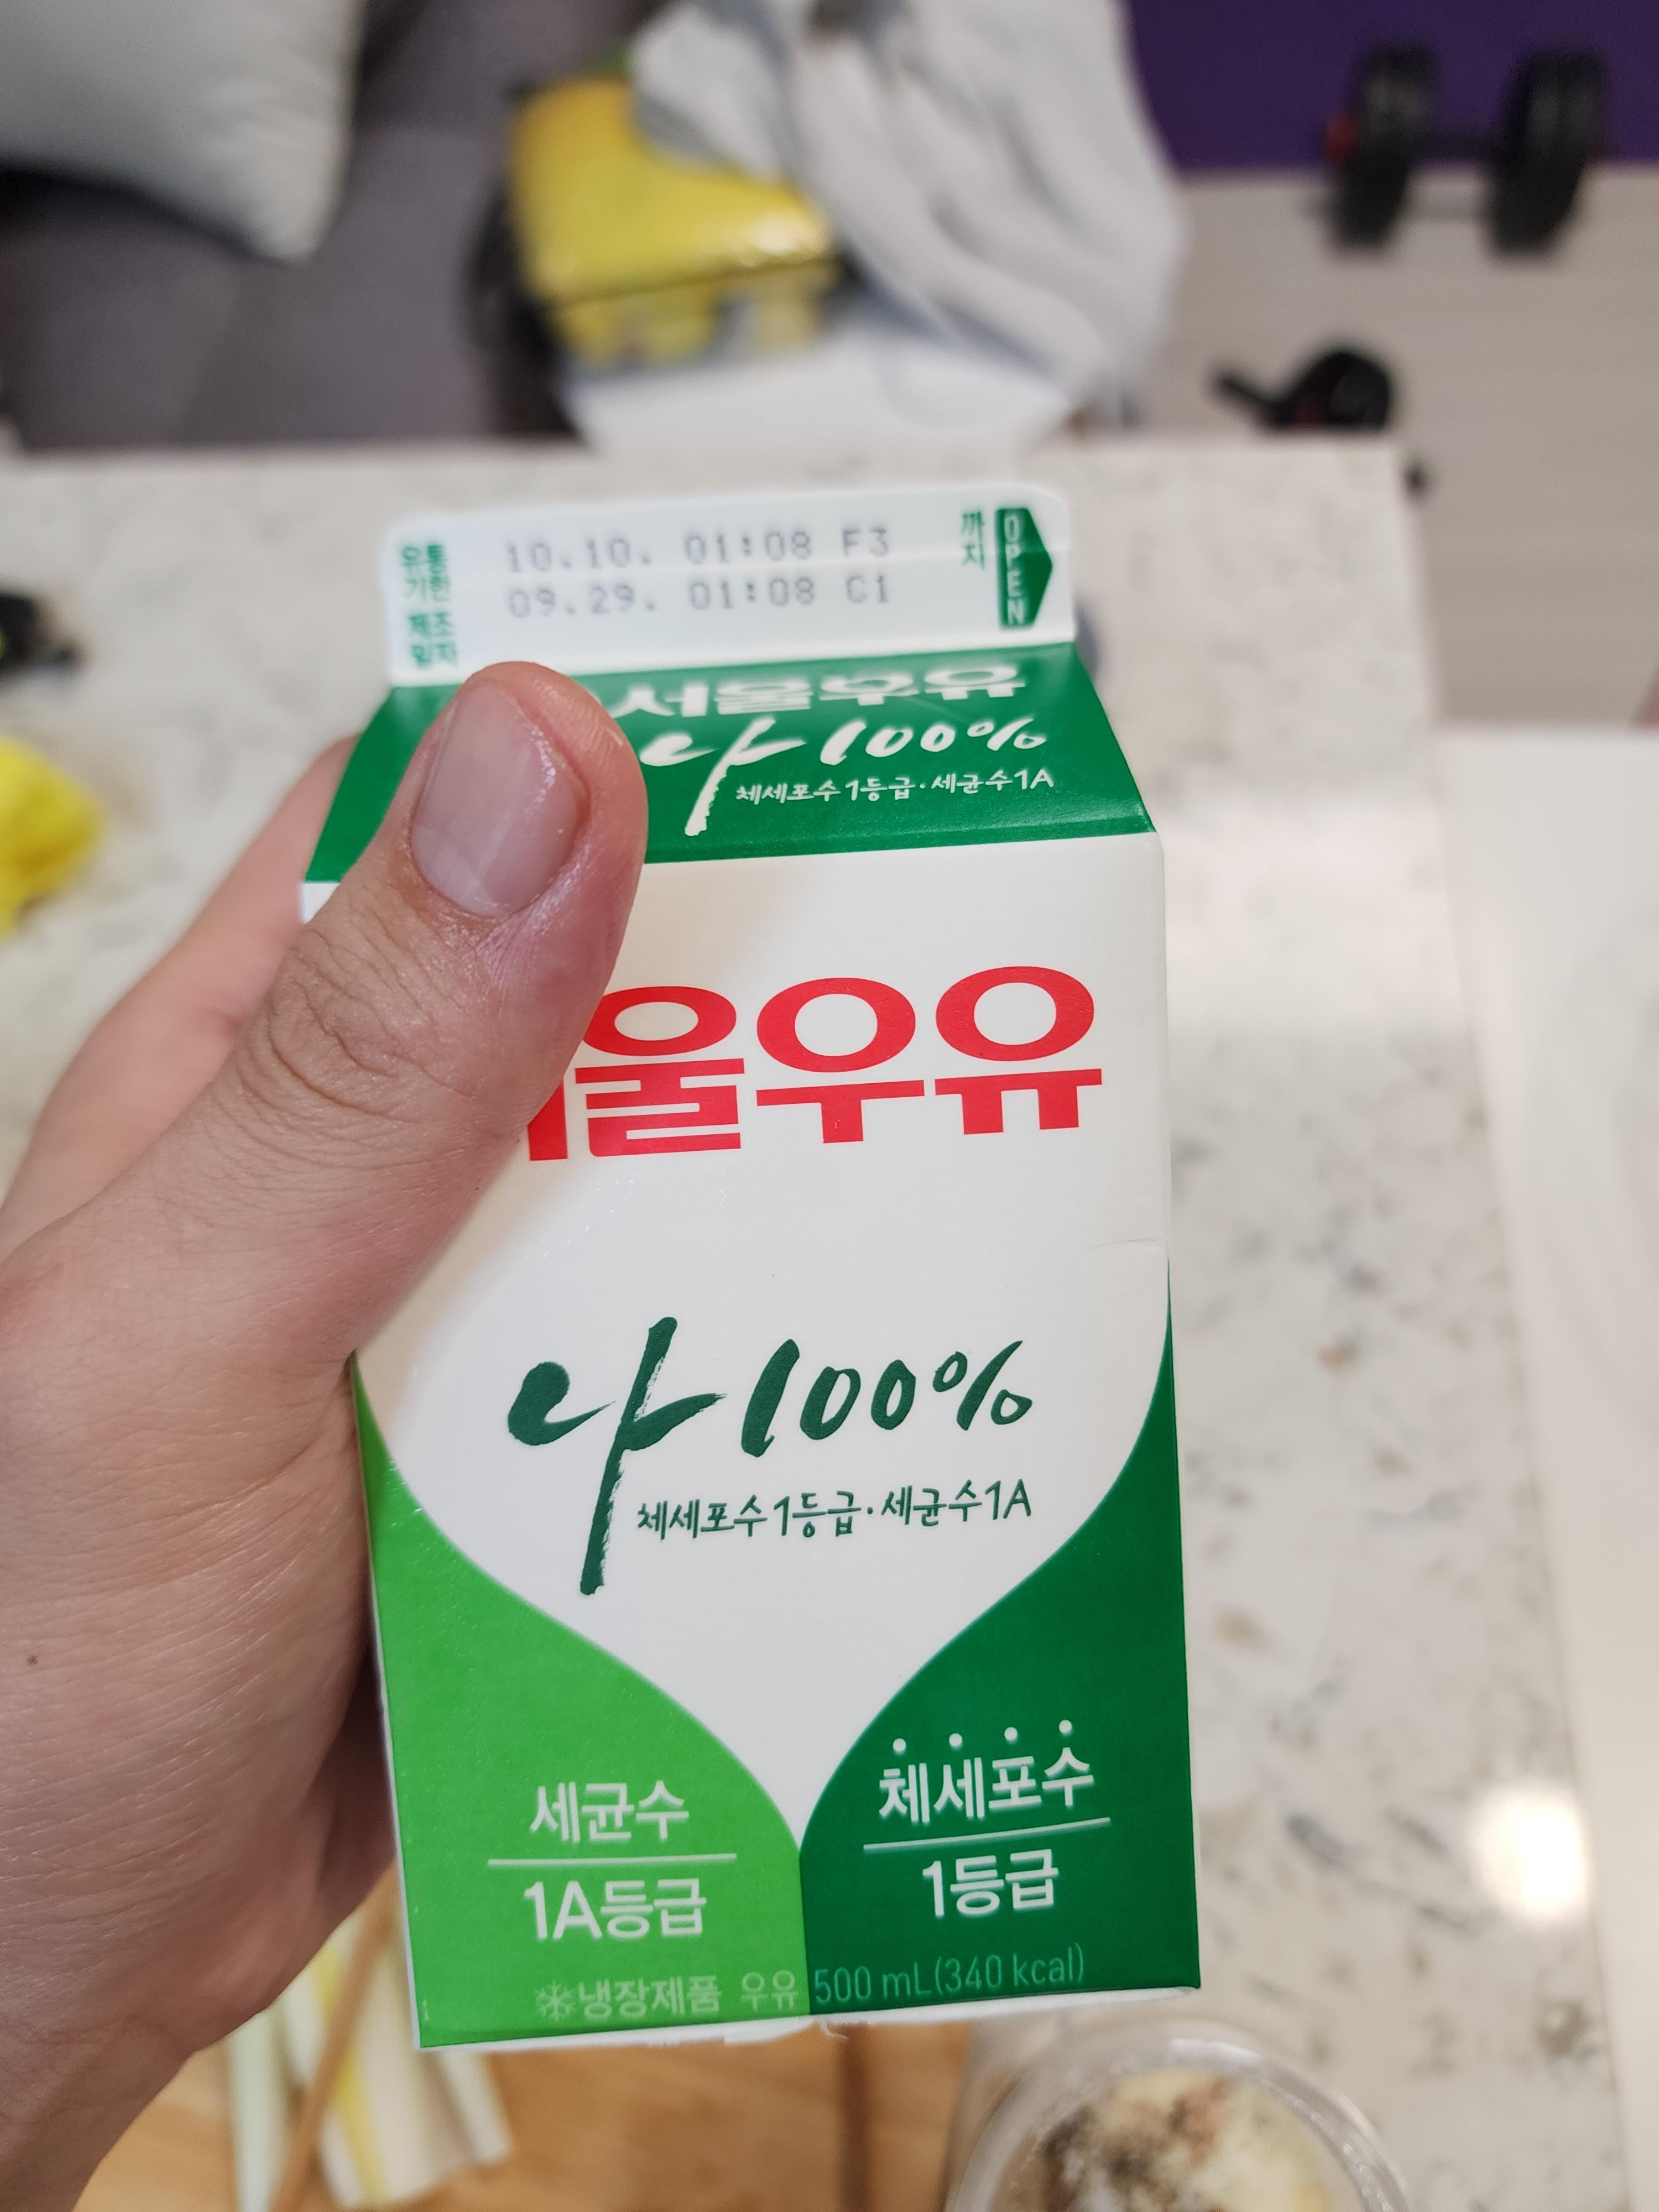 유통기한 10.10. 01:08 F3 까지
제조일자 09.29. 01:08 C1
OPEN
서울우유
나100%
체세포수1등급·세균수1A
울우유
나100%
체세포수1등급·세균수1A
세균수
1A등급
체세포수
1등급
냉장제품 우유 500 mL(340 kcal)